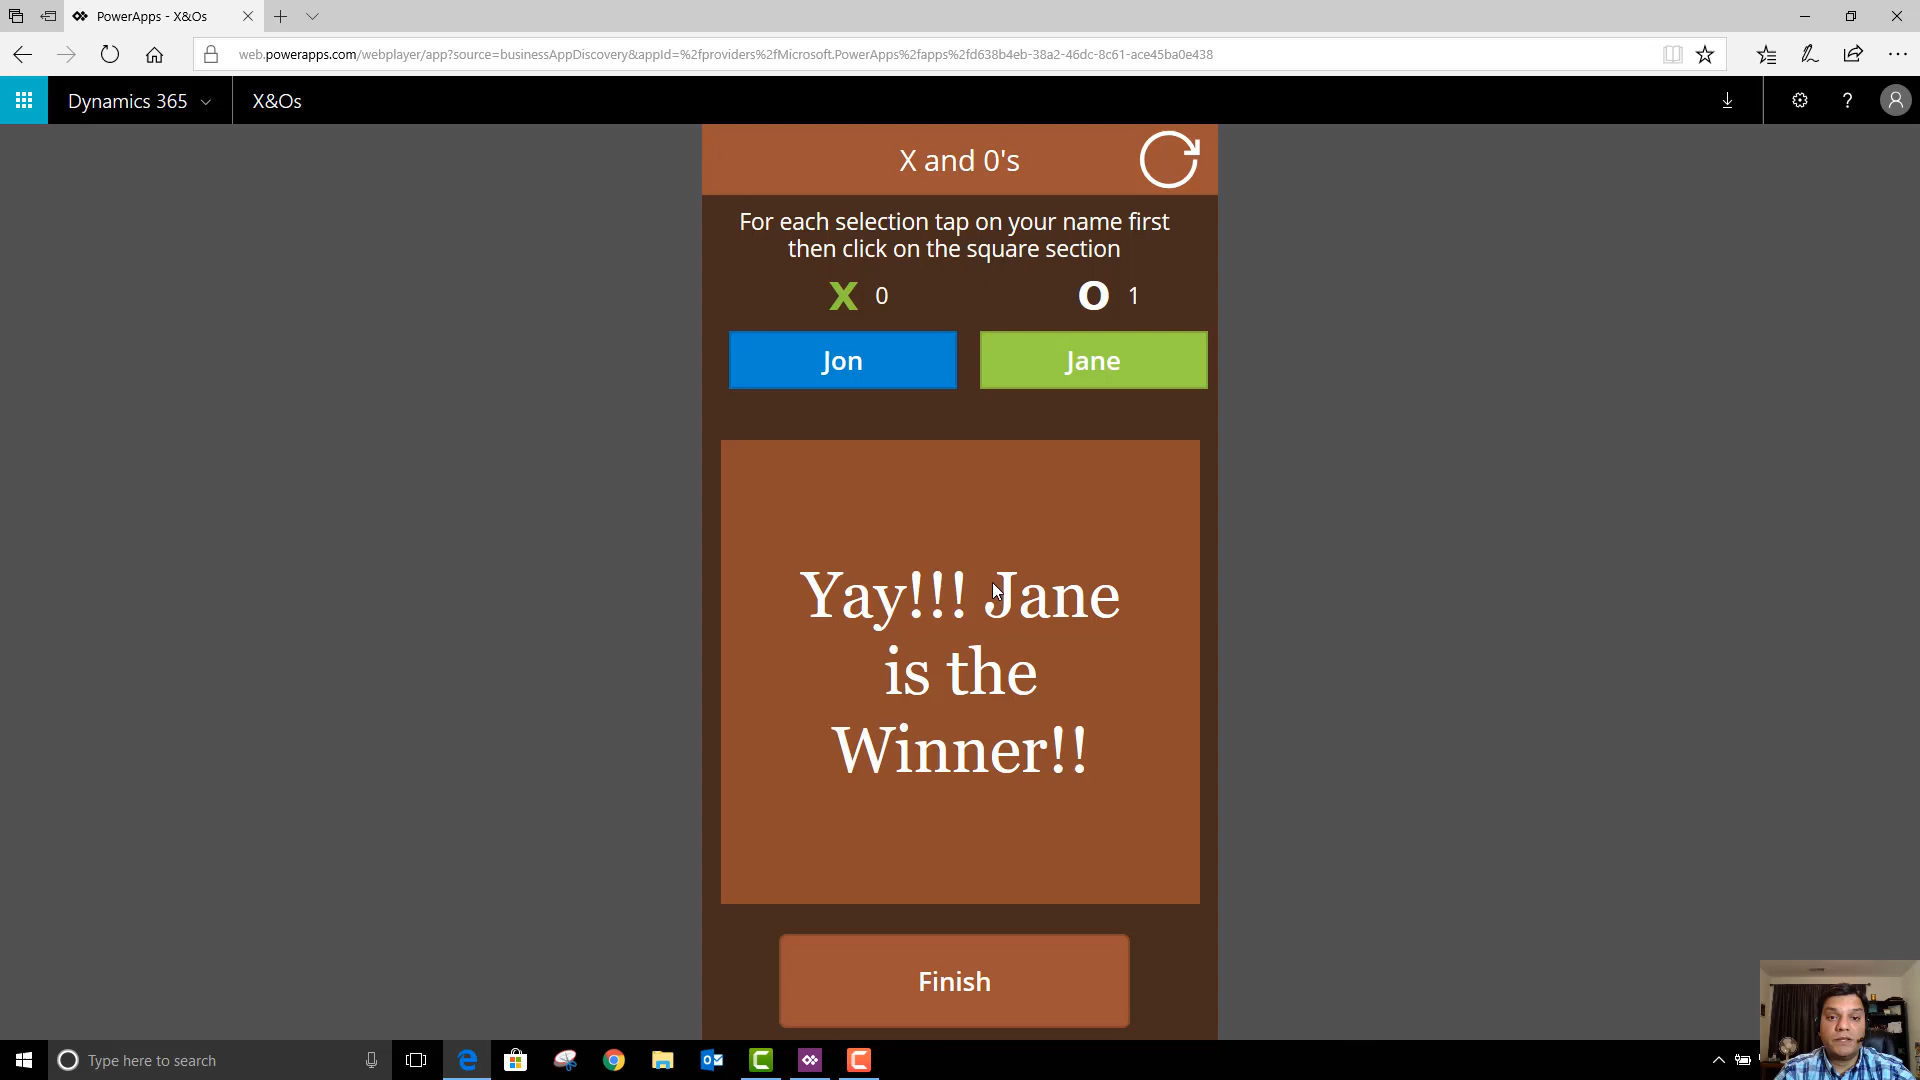 PowerApps - X&Os
web.powerapps.com/webplayer/app?source=businessAppDiscovery&appId=%2fproviders%2fMicrosoft.PowerApps%2fapps%2fd638b4eb-38a2-46dc-8c61-ace45ba0e438
Dynamics 365 X&Os ?
X and 0's
For each selection tap on your name first
then click on the square section
X 0 O 1
Jon Jane
Yay!!! Jane
is the
Winner!!
Finish
Type here to search